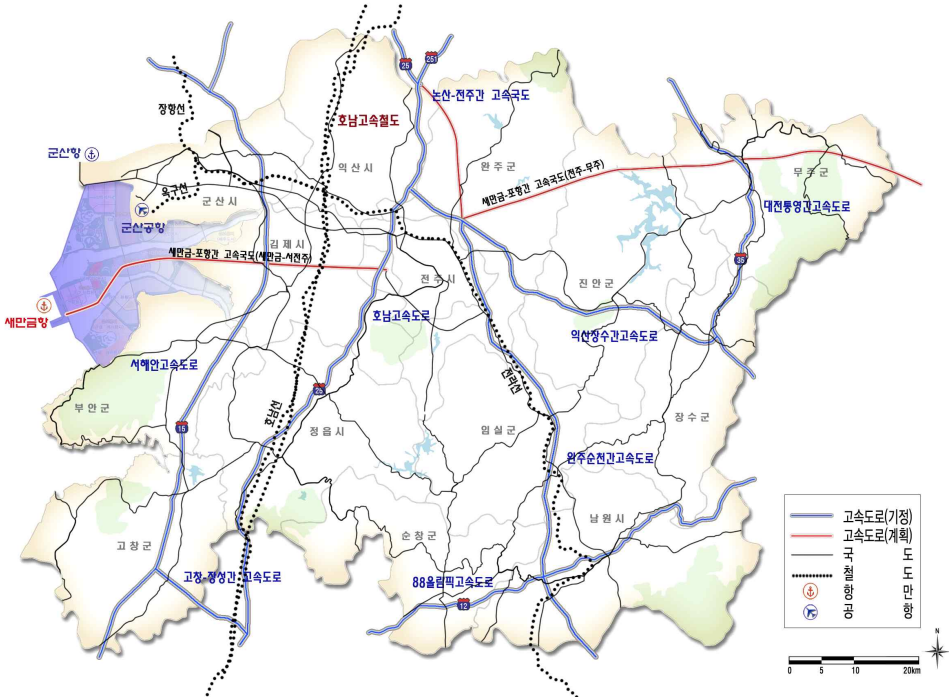 25
251
논산-전주간 고속국도
장항선
호남고속철도
군산항
익산시
완주군
새만금-포항간 고속국도(전주-무주)
무주군
옥구선
군산시
대전통영간고속도로
군산공항
김제시
새만금-포항간 고속국도(새만금-서전주)
35
전주시
진안군
새만금항
호남고속도로
익산장수간고속도로
서해안고속도로
전라선
25
부안군
호남선
장수군
15
정읍시
임실군
완주순천간고속도로
남원시
순창군
고창군
고창-장성간 고속도로
88올림픽고속도로
12
고속도로(기정)
고속도로(계획)
국 도
철 도
항 만
공 항
N
0 5 10 20km